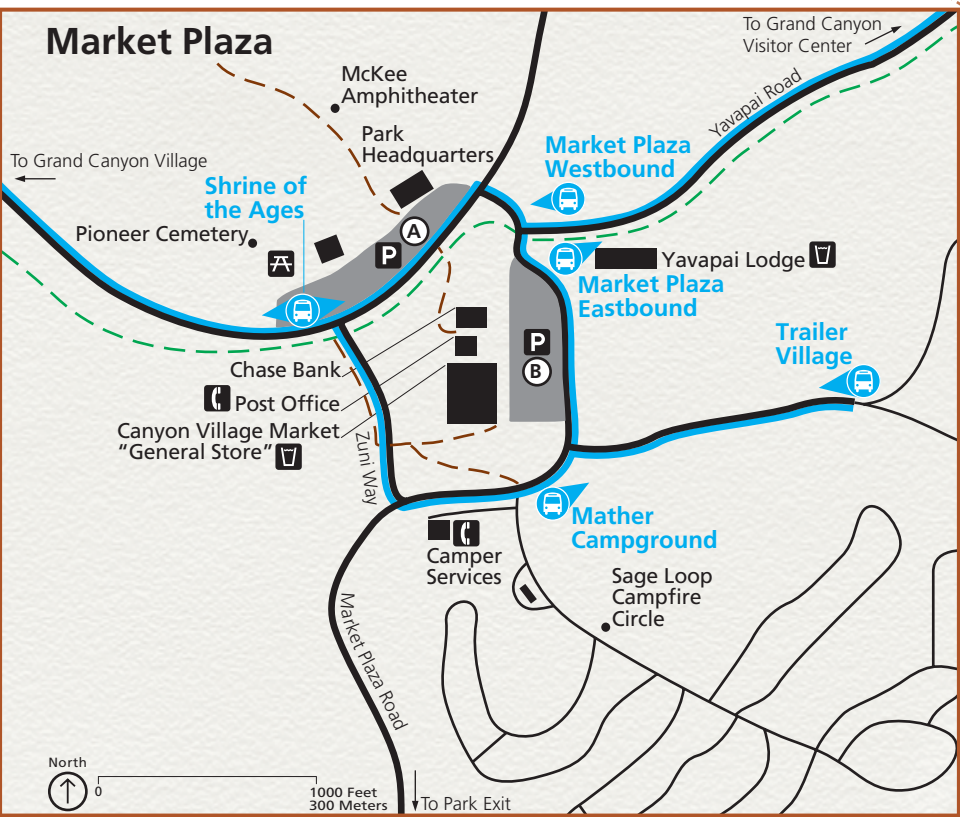 Market Plaza
To Grand Canyon
Visitor Center
McKee
Amphitheater
Yavapai Road
Park
Headquarters
Market Plaza
Westbound
To Grand Canyon Village
Shrine of
the Ages
Pioneer Cemetery
A
P
Yavapai Lodge
Market Plaza
Eastbound
Trailer
Village
P
B
Chase Bank
Post Office
Canyon Village Market
“General Store”
Zuni Way
Mather
Campground
Camper
Services
Sage Loop
Campfire
Circle
Market Plaza Road
North
0
1000 Feet
300 Meters
To Park Exit